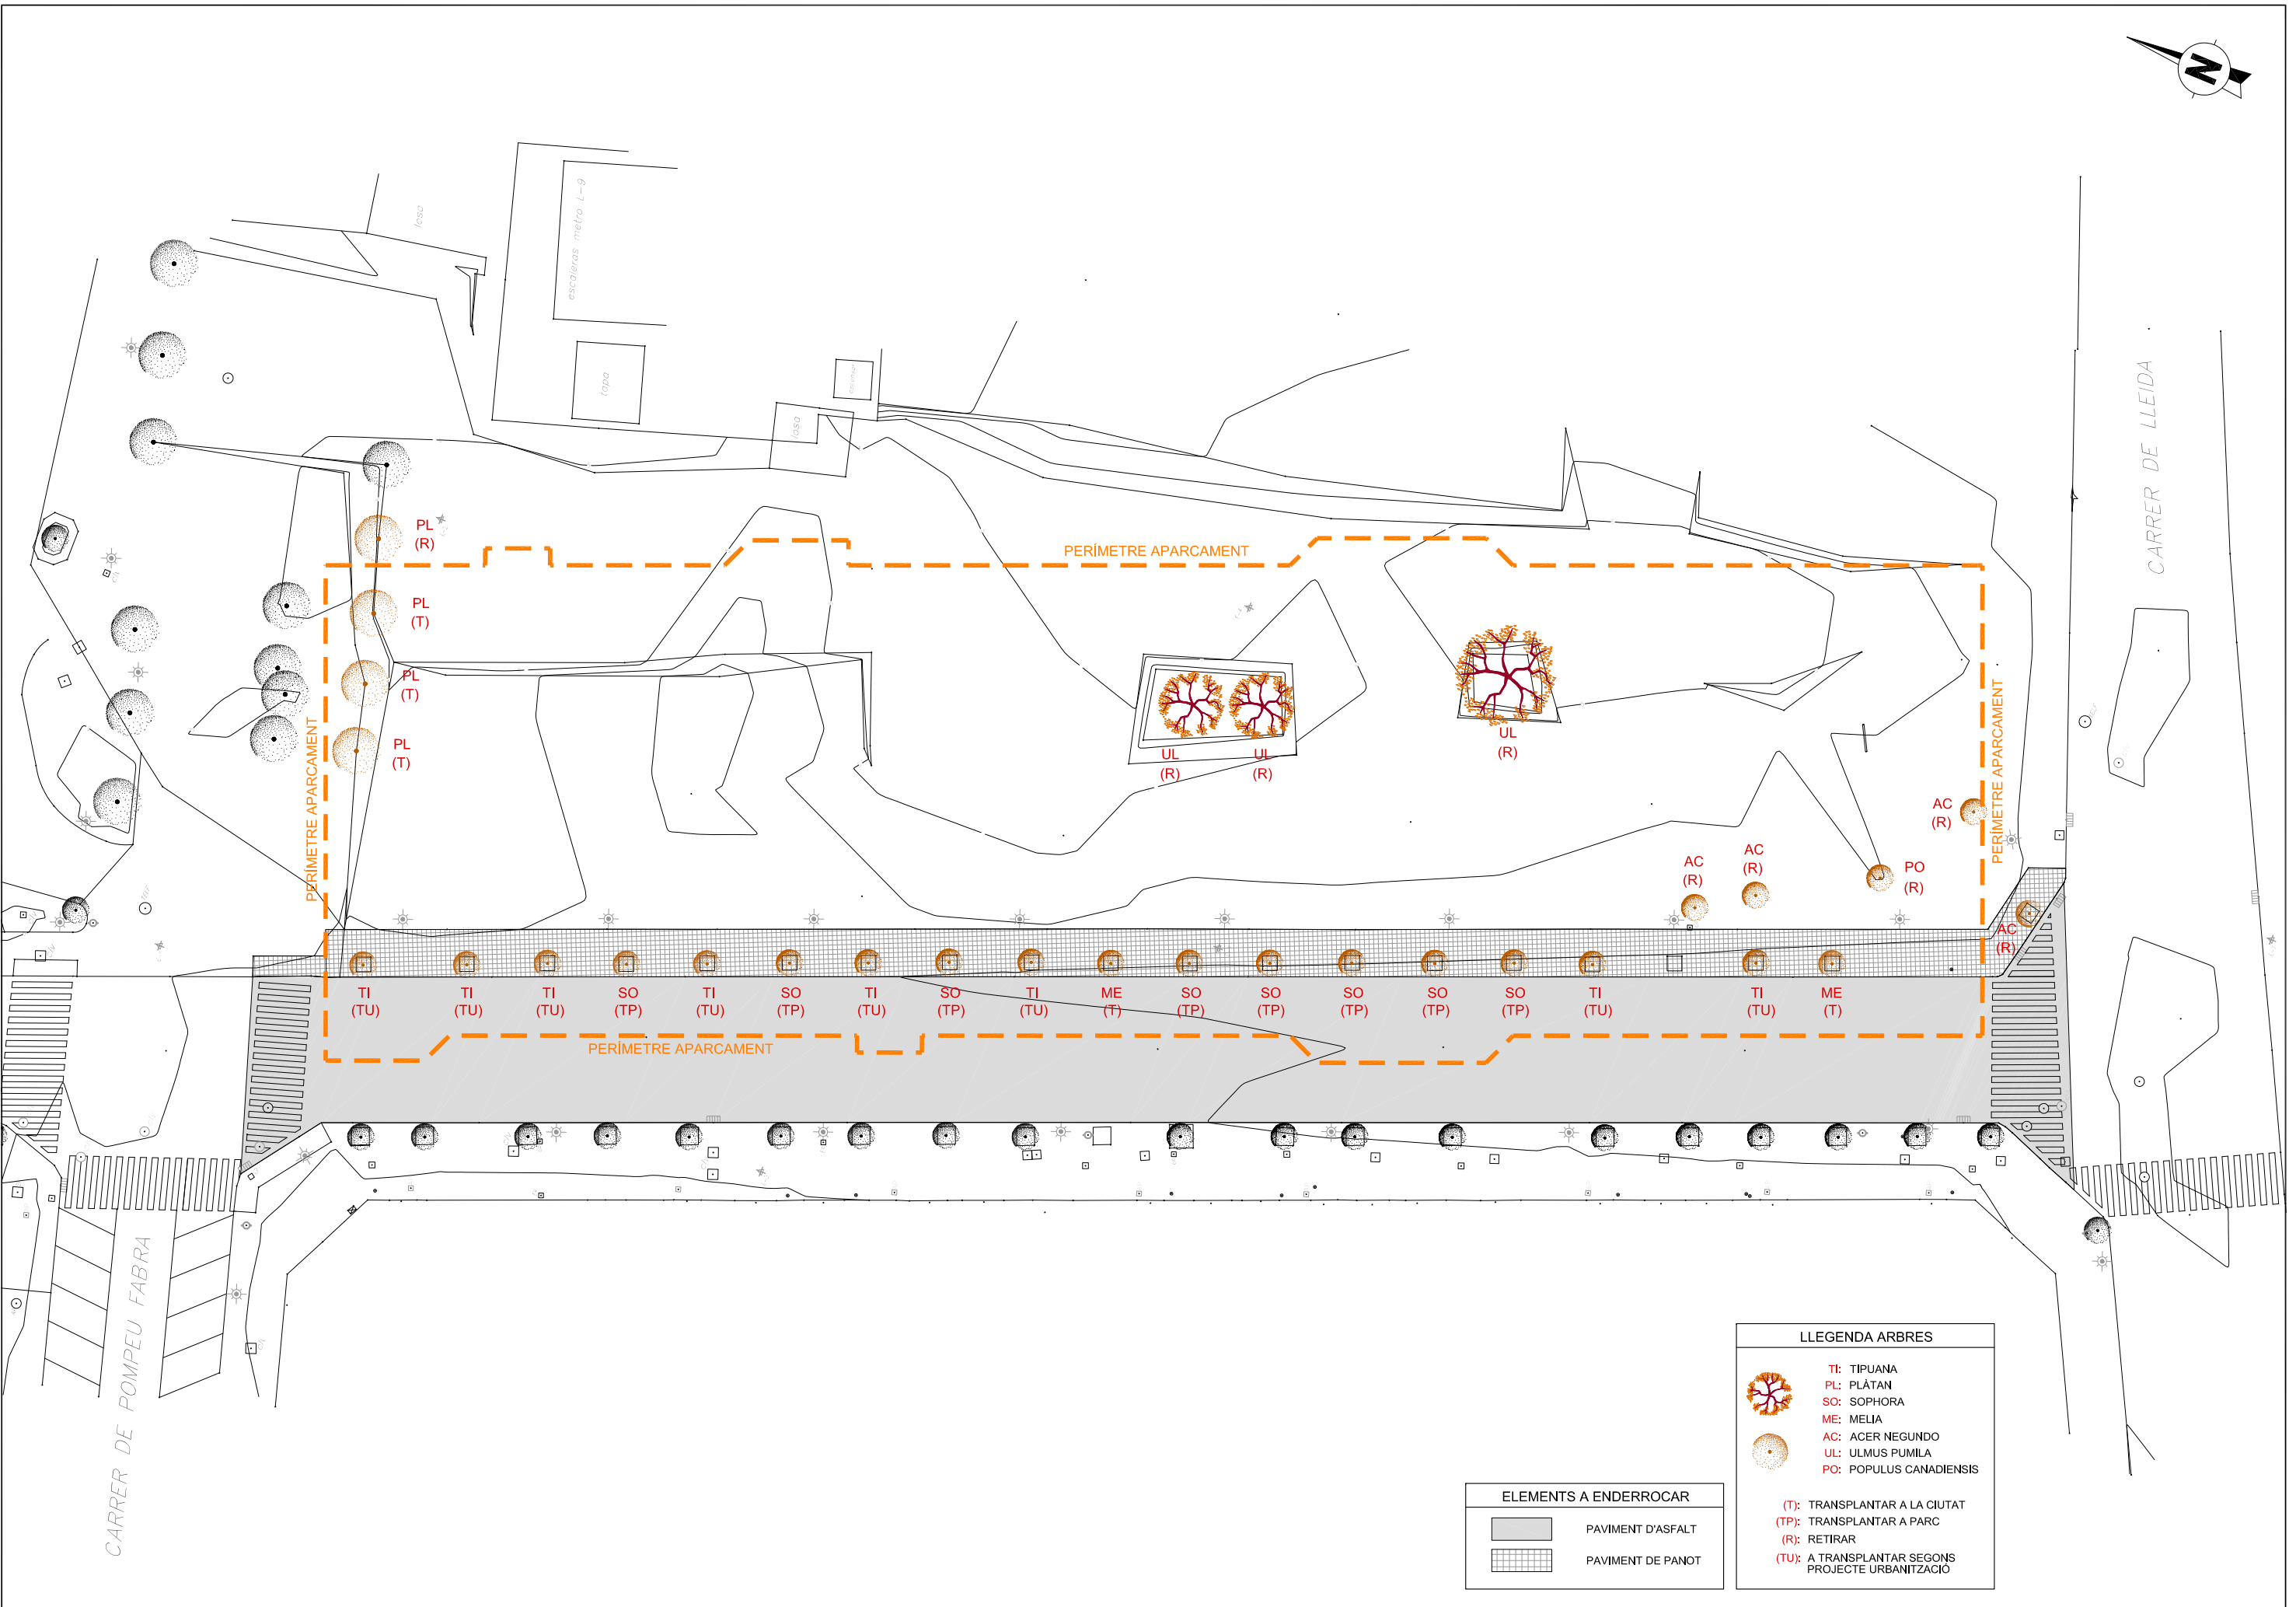 N
losa
escaleras metro L-9
tapa
losa
CARRER DE LLEIDA
PL
(R)
PERÍMETRE APARCAMENT
PL
(T)
PL
(T)
PL
(T)
UL
(R)
UL
(R)
UL
(R)
PERÍMETRE APARCAMENT
PERÍMETRE APARCAMENT
AC
(R)
AC
(R)
AC
(R)
PO
(R)
AC
(R)
TI TI TI SO TI SO TI SO TI ME SO SO SO SO SO TI TI ME
(TU) (TU) (TU) (TP) (TU) (TP) (TU) (TP) (TU) (T) (TP) (TP) (TP) (TP) (TP) (TU) (TU) (T)
PERÍMETRE APARCAMENT
CARRER DE POMPEU FABRA
ELEMENTS A ENDERROCAR
PAVIMENT D'ASFALT
PAVIMENT DE PANOT
LLEGENDA ARBRES
TI: TIPUANA
PL: PLÀTAN
SO: SOPHORA
ME: MELIA
AC: ACER NEGUNDO
UL: ULMUS PUMILA
PO: POPULUS CANADIENSIS
(T): TRANSPLANTAR A LA CIUTAT
(TP): TRANSPLANTAR A PARC
(R): RETIRAR
(TU): A TRANSPLANTAR SEGONS
PROJECTE URBANITZACIÓ